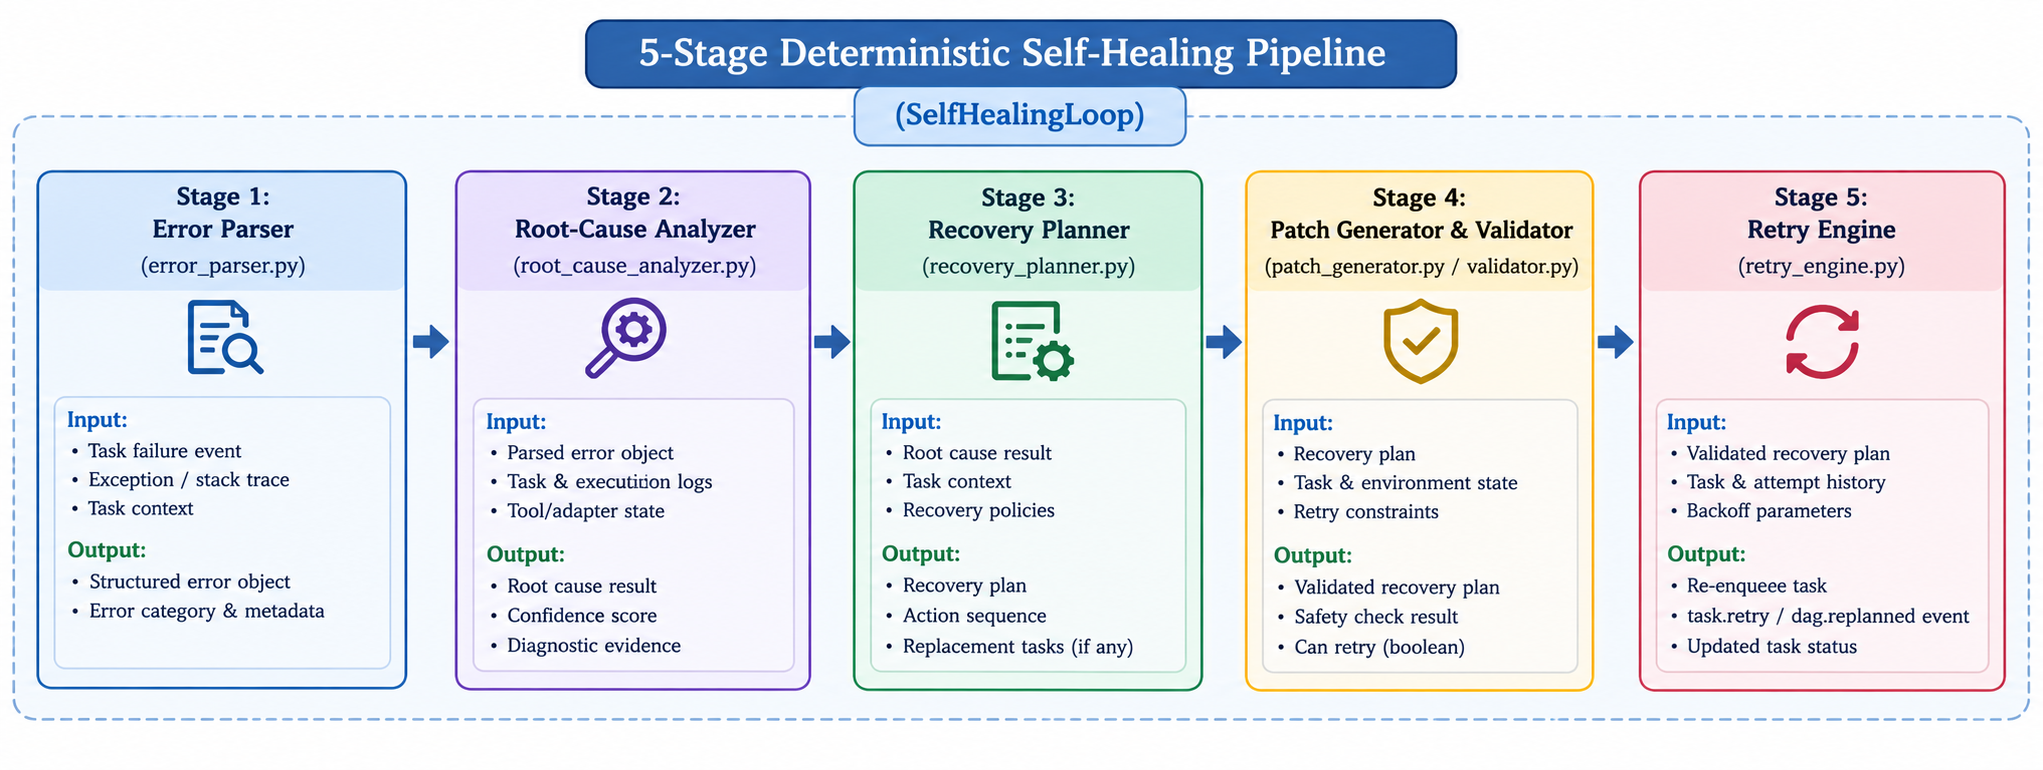 5-Stage Deterministic Self-Healing Pipeline
(SelfHealingLoop)
Stage 1:
Error Parser
(error_parser.py)
Input:
• Task failure event
• Exception / stack trace
• Task context
Output:
• Structured error object
• Error category & metadata
Stage 2:
Root-Cause Analyzer
(root_cause_analyzer.py)
Input:
• Parsed error object
• Task & execution logs
• Tool/adapter state
Output:
• Root cause result
• Confidence score
• Diagnostic evidence
Stage 3:
Recovery Planner
(recovery_planner.py)
Input:
• Root cause result
• Task context
• Recovery policies
Output:
• Recovery plan
• Action sequence
• Replacement tasks (if any)
Stage 4:
Patch Generator & Validator
(patch_generator.py / validator.py)
Input:
• Recovery plan
• Task & environment state
• Retry constraints
Output:
• Validated recovery plan
• Safety check result
• Can retry (boolean)
Stage 5:
Retry Engine
(retry_engine.py)
Input:
• Validated recovery plan
• Task & attempt history
• Backoff parameters
Output:
• Re-enqueee task
• task.retry / dag.replanned event
• Updated task status